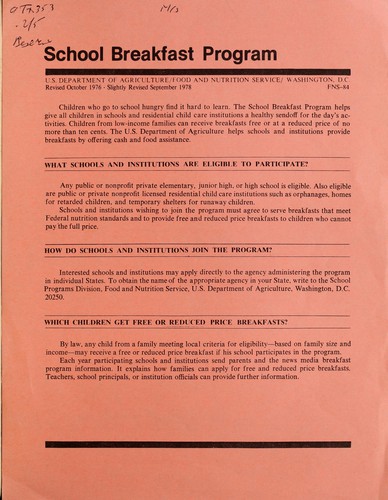 M/s
2/5
Reserve
School Breakfast Program
U.S. DEPARTMENT OF AGRICULTURE/FOOD AND NUTRITION SERVICE/ WASHINGTON, D.C.
Revised October 1976 - Slightly Revised September 1978 FNS-84
Children who go to school hungry find it hard to learn. The School Breakfast Program helps
give all children in schools and residential child care institutions a healthy sendoff for the day's ac-
tivities. Children from low-income families can receive breakfasts free or at a reduced price of no
more than ten cents. The U.S. Department of Agriculture helps schools and institutions provide
breakfasts by offering cash and food assistance.
WHAT SCHOOLS AND INSTITUTIONS ARE ELIGIBLE TO PARTICIPATE?
Any public or nonprofit private elementary, junior high, or high school is eligible. Also eligible
are public or private nonprofit licensed residential child care institutions such as orphanages, homes
for retarded children, and temporary shelters for runaway children.
Schools and institutions wishing to join the program must agree to serve breakfasts that meet
Federal nutrition standards and to provide free and reduced price breakfasts to children who cannot
pay the full price.
HOW DO SCHOOLS AND INSTITUTIONS JOIN THE PROGRAM?
Interested schools and institutions may apply directly to the agency administering the program
in individual States. To obtain the name of the appropriate agency in your State, write to the School
Programs Division, Food and Nutrition Service, U.S. Department of Agriculture, Washington, D.C.
20250.
WHICH CHILDREN GET FREE OR REDUCED PRICE BREAKFASTS?
By law, any child from a family meeting local criteria for eligibility—based on family size and
income—may receive a free or reduced price breakfast if his school participates in the program.
Each year participating schools and institutions send parents and the news media breakfast
program information. It explains how families can apply for free and reduced price breakfasts.
Teachers, school principals, or institution officials can provide further information.